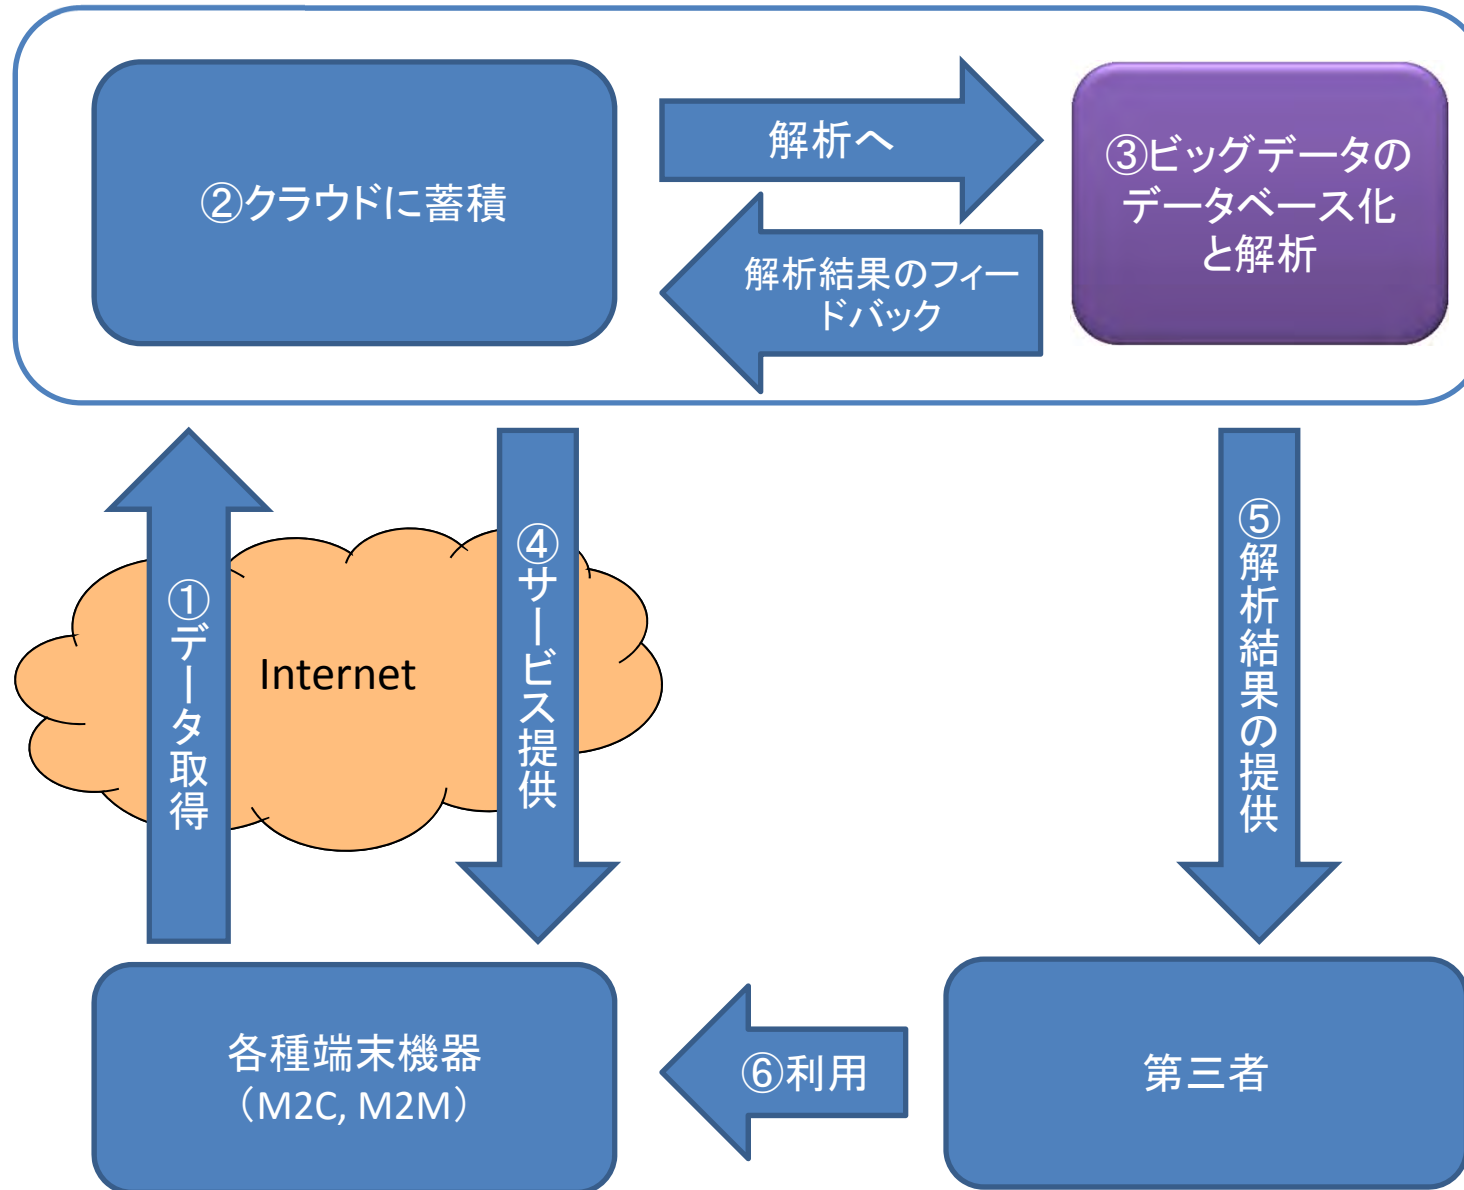 ②クラウドに蓄積
解析へ
解析結果のフィー
ドバック
③ビッグデータの
データベース化
と解析
①データ取得
Internet
④サービス提供
⑤解析結果の提供
各種端末機器
（M2C, M2M）
⑥利用
第三者